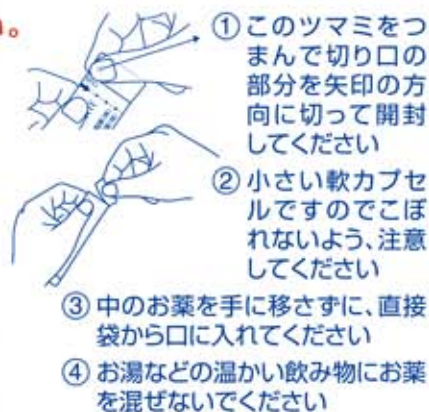 。
① このツマミをつ
まんで切り口の
部分を矢印の方
向に切って開封
してください
② 小さい軟カプセ
ルですのでこぼ
れないよう、注意
してください
③ 中のお薬を手に移さずに、直接
袋から口に入れてください
④ お湯などの温かい飲み物にお薬
を混ぜないでください